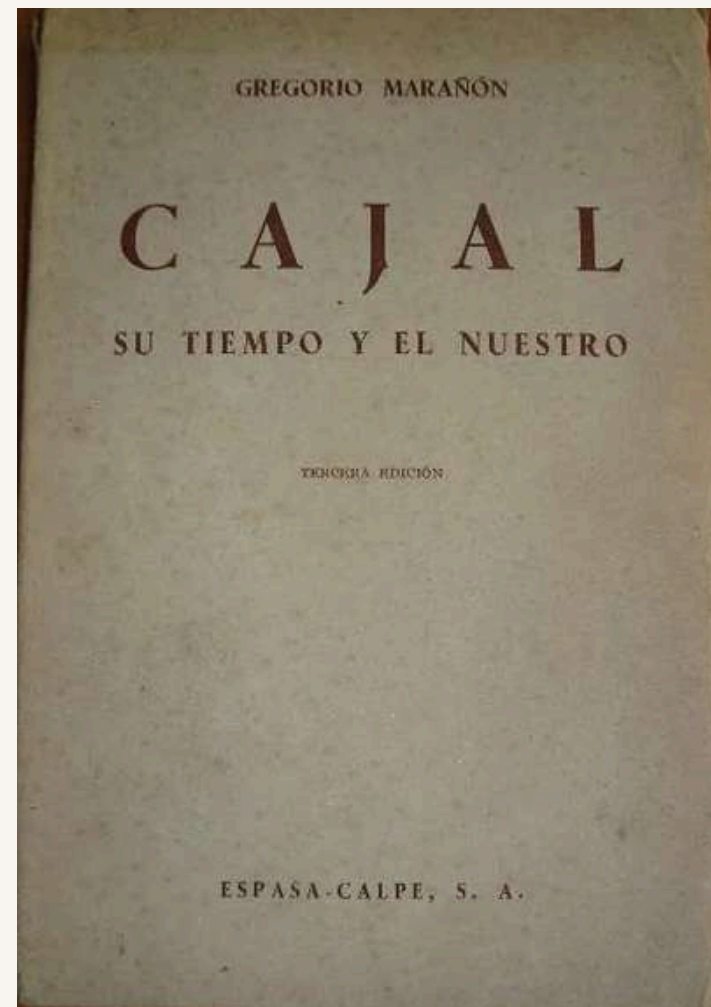 GREGORIO MARAÑÓN
CAJAL
SU TIEMPO Y EL NUESTRO
TERCERA EDICIÓN
ESPASA-CALPE, S. A.